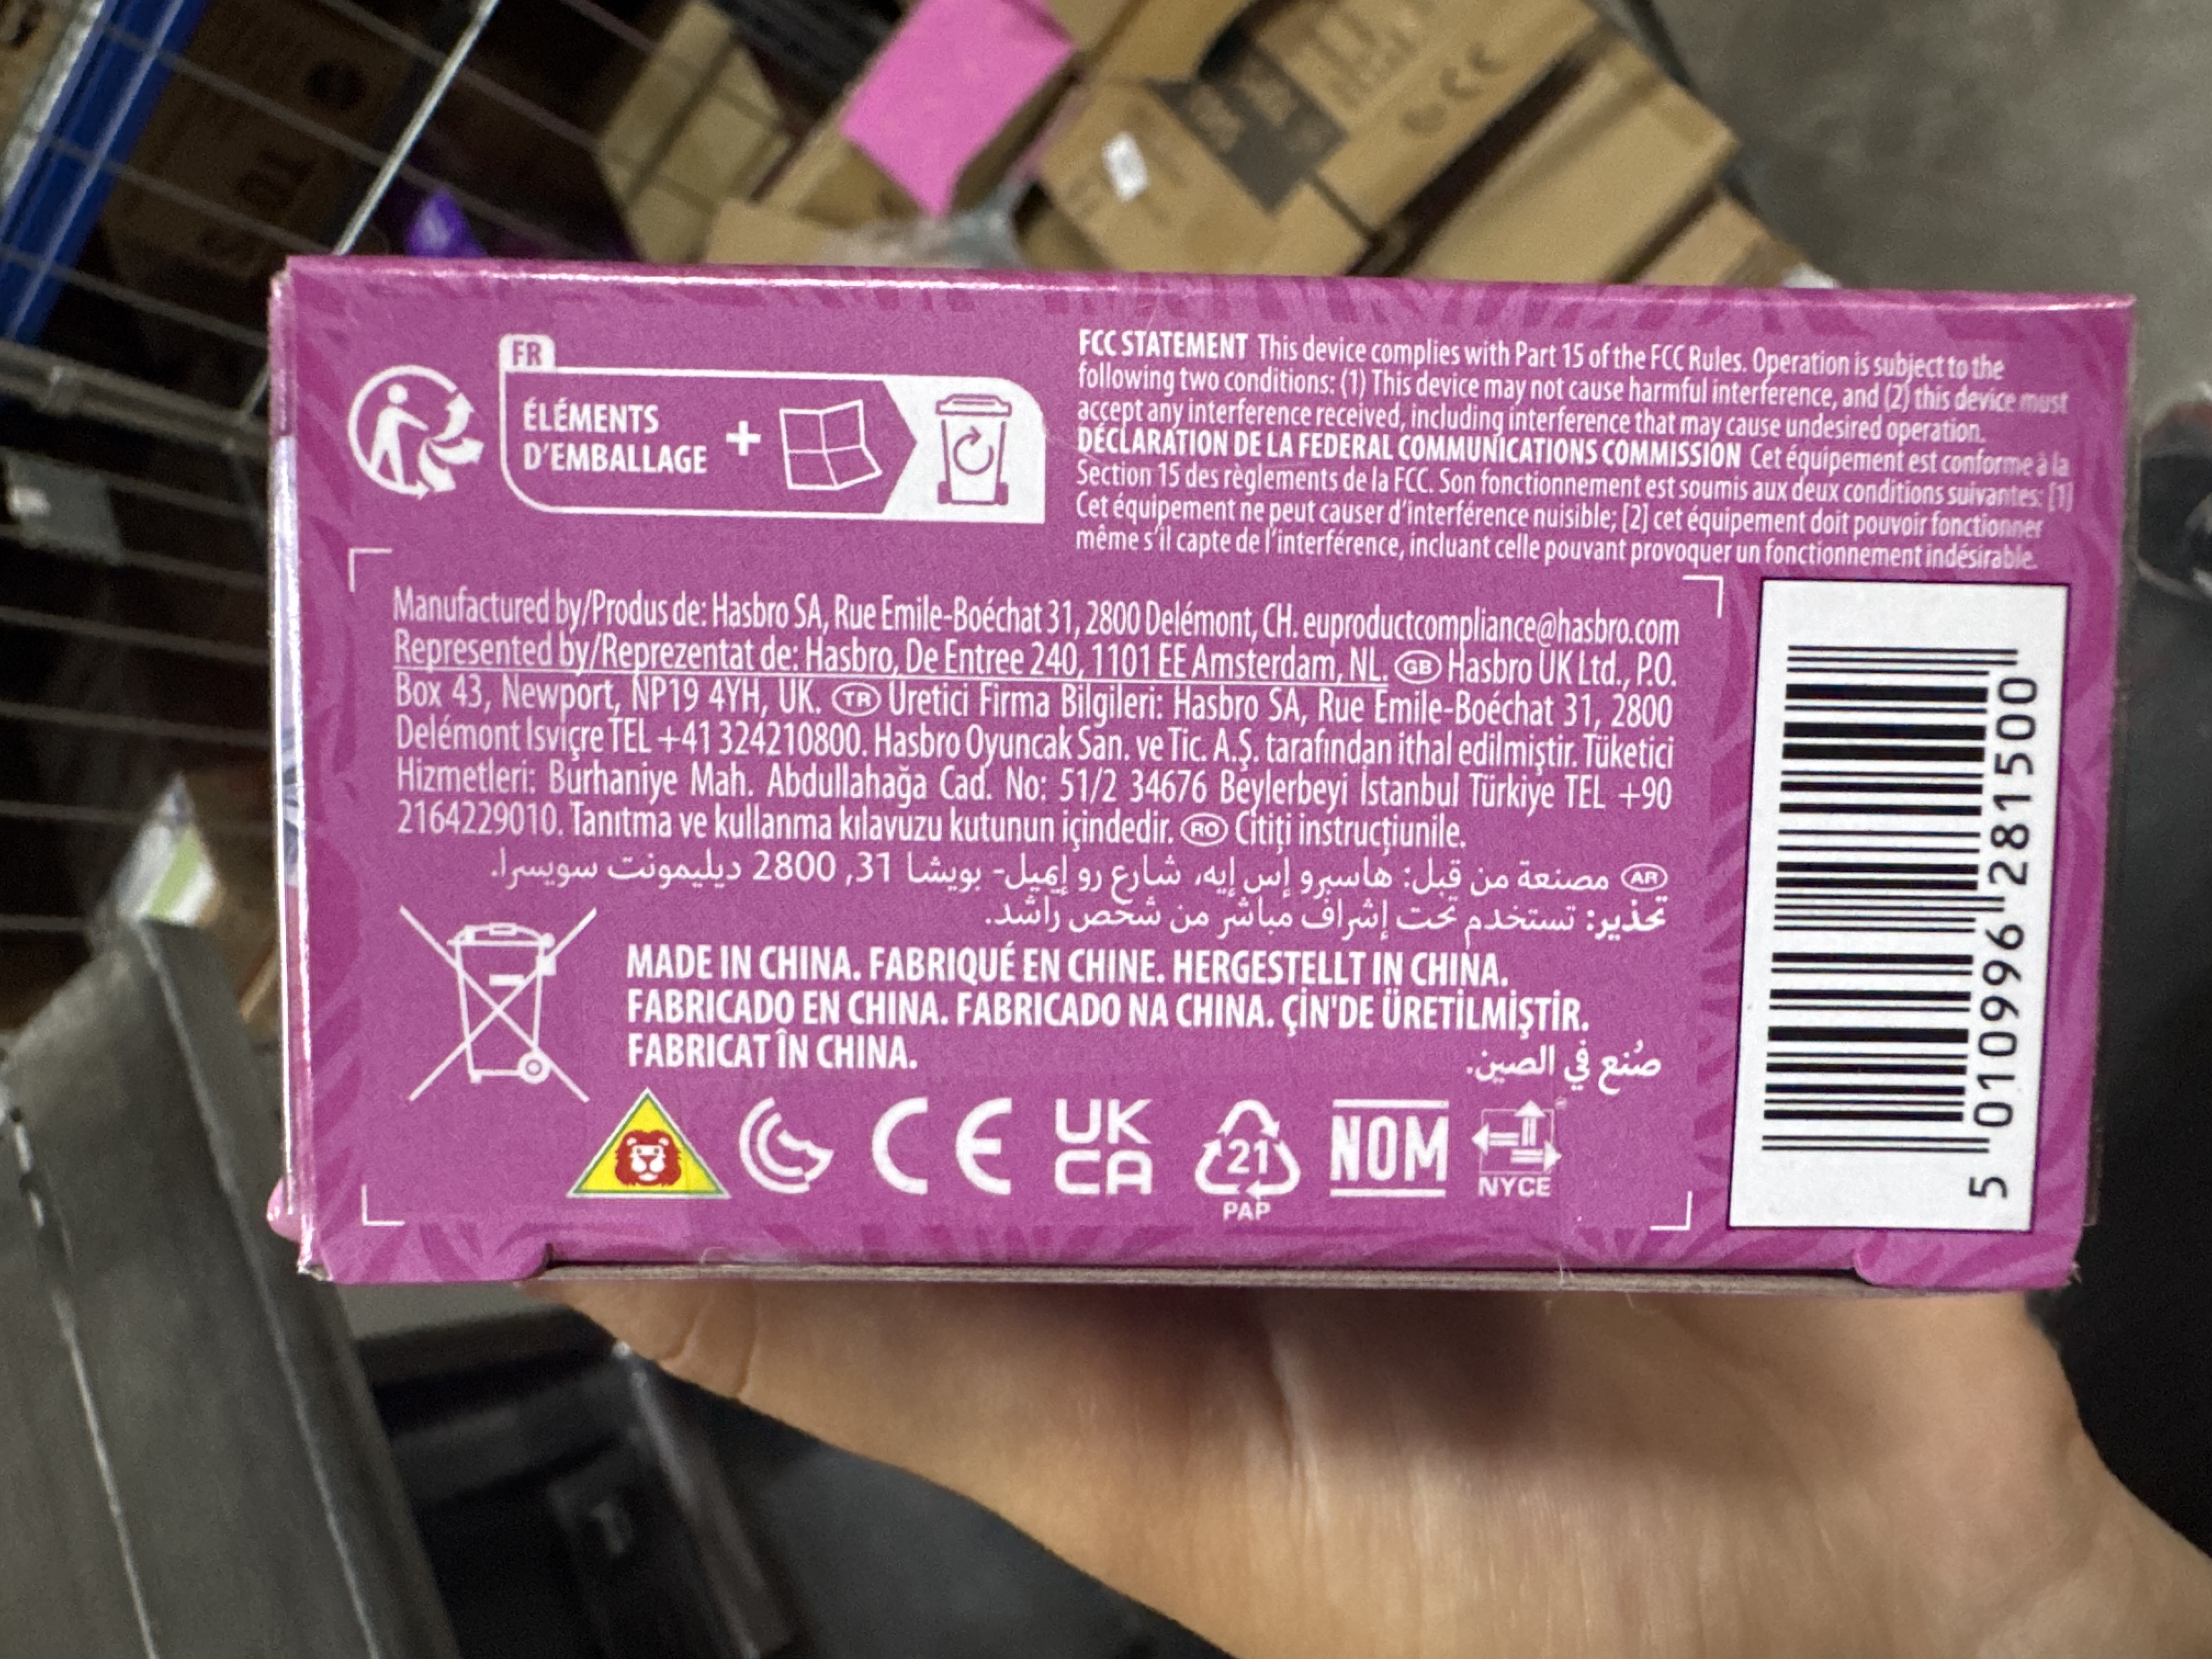 FR
ÉLÉMENTS
D'EMBALLAGE +
FCC STATEMENT This device complies with Part 15 of the FCC Rules. Operation is subject to the
following two conditions: (1) This device may not cause harmful interference, and (2) this device must
accept any interference received, including interference that may cause undesired operation.
DÉCLARATION DE LA FEDERAL COMMUNICATIONS COMMISSION Cet équipement est conforme à la
Section 15 des règlements de la FCC. Son fonctionnement est soumis aux deux conditions suivantes: [1]
Cet équipement ne peut causer d'interférence nuisible; [2] cet équipement doit pouvoir fonctionner
même s'il capte de l'interférence, incluant celle pouvant provoquer un fonctionnement indésirable.
Manufactured by/Produs de: Hasbro SA, Rue Emile-Boéchat 31, 2800 Delémont, CH. euproductcompliance@hasbro.com
Represented by/Reprezentat de: Hasbro, De Entree 240, 1101 EE Amsterdam, NL. GB Hasbro UK Ltd., P.O.
Box 43, Newport, NP19 4YH, UK. TR Üretici Firma Bilgileri: Hasbro SA, Rue Emile-Boéchat 31, 2800
Delémont Isviçre TEL +41 324210800. Hasbro Oyuncak San. ve Tic. A.Ş. tarafından ithal edilmiştir. Tüketici
Hizmetleri: Burhaniye Mah. Abdullahağa Cad. No: 51/2 34676 Beylerbeyi İstanbul Türkiye TEL +90
2164229010. Tanıtma ve kullanma kılavuzu kutunun içindedir. RO Citiți instrucțiunile.
AR مصنعة من قبل: هاسبرو إس إيه، شارع رو إيميل- بويشا 31, 2800 ديليمونت سويسرا.
تحذير: تستخدم تحت إشراف مباشر من شخص راشد.
MADE IN CHINA. FABRIQUÉ EN CHINE. HERGESTELLT IN CHINA.
FABRICADO EN CHINA. FABRICADO NA CHINA. ÇİN'DE ÜRETİLMİŞTİR.
FABRICAT ÎN CHINA.
صُنع في الصين.
CE
UK
CA
21
PAP
NOM
NYCE
5 010996 281500